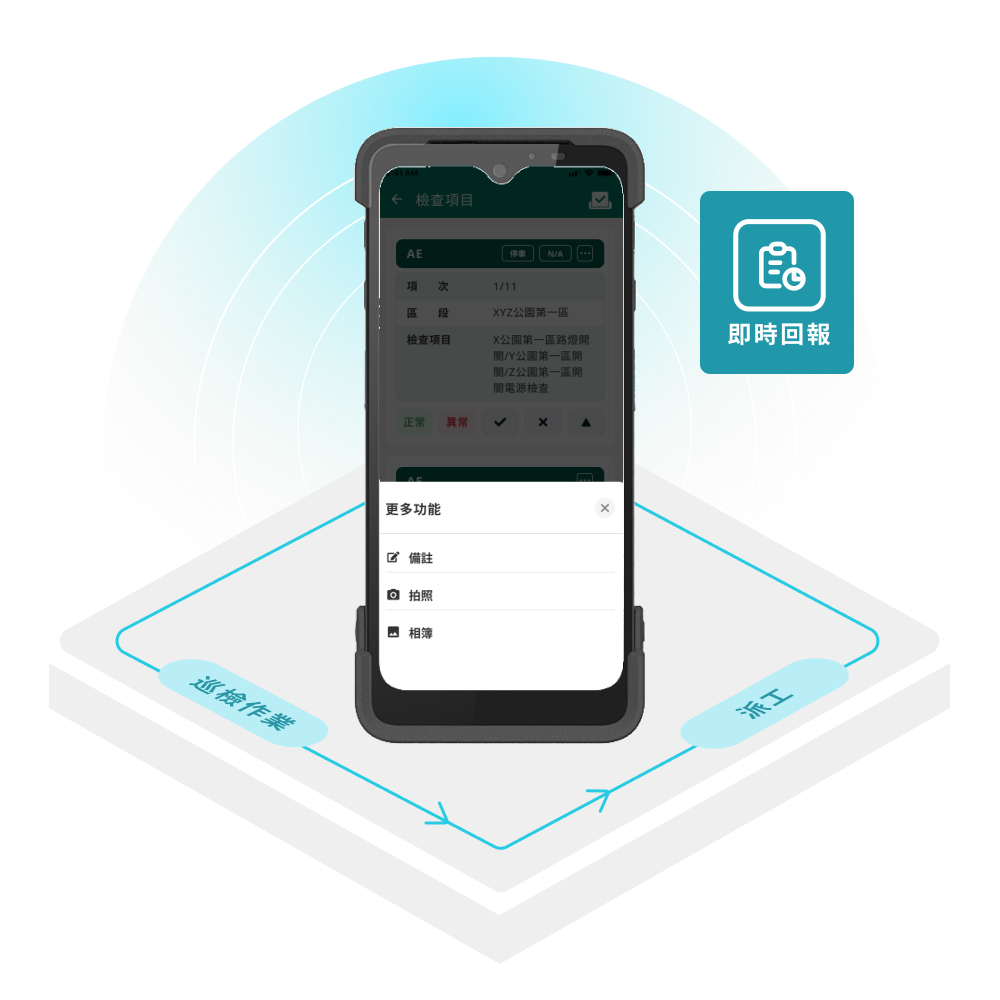 :41 AM
檢查項目
AE
停車
N/A
項 次
1/11
區 段
XYZ公園第一區
檢查項目
X公園第一區路燈開
關/Y公園第一區開
關/Z公園第一區開
關電源檢查
正常
異常
AE
更多功能
備註
拍照
相簿
即時回報
巡檢作業
派工